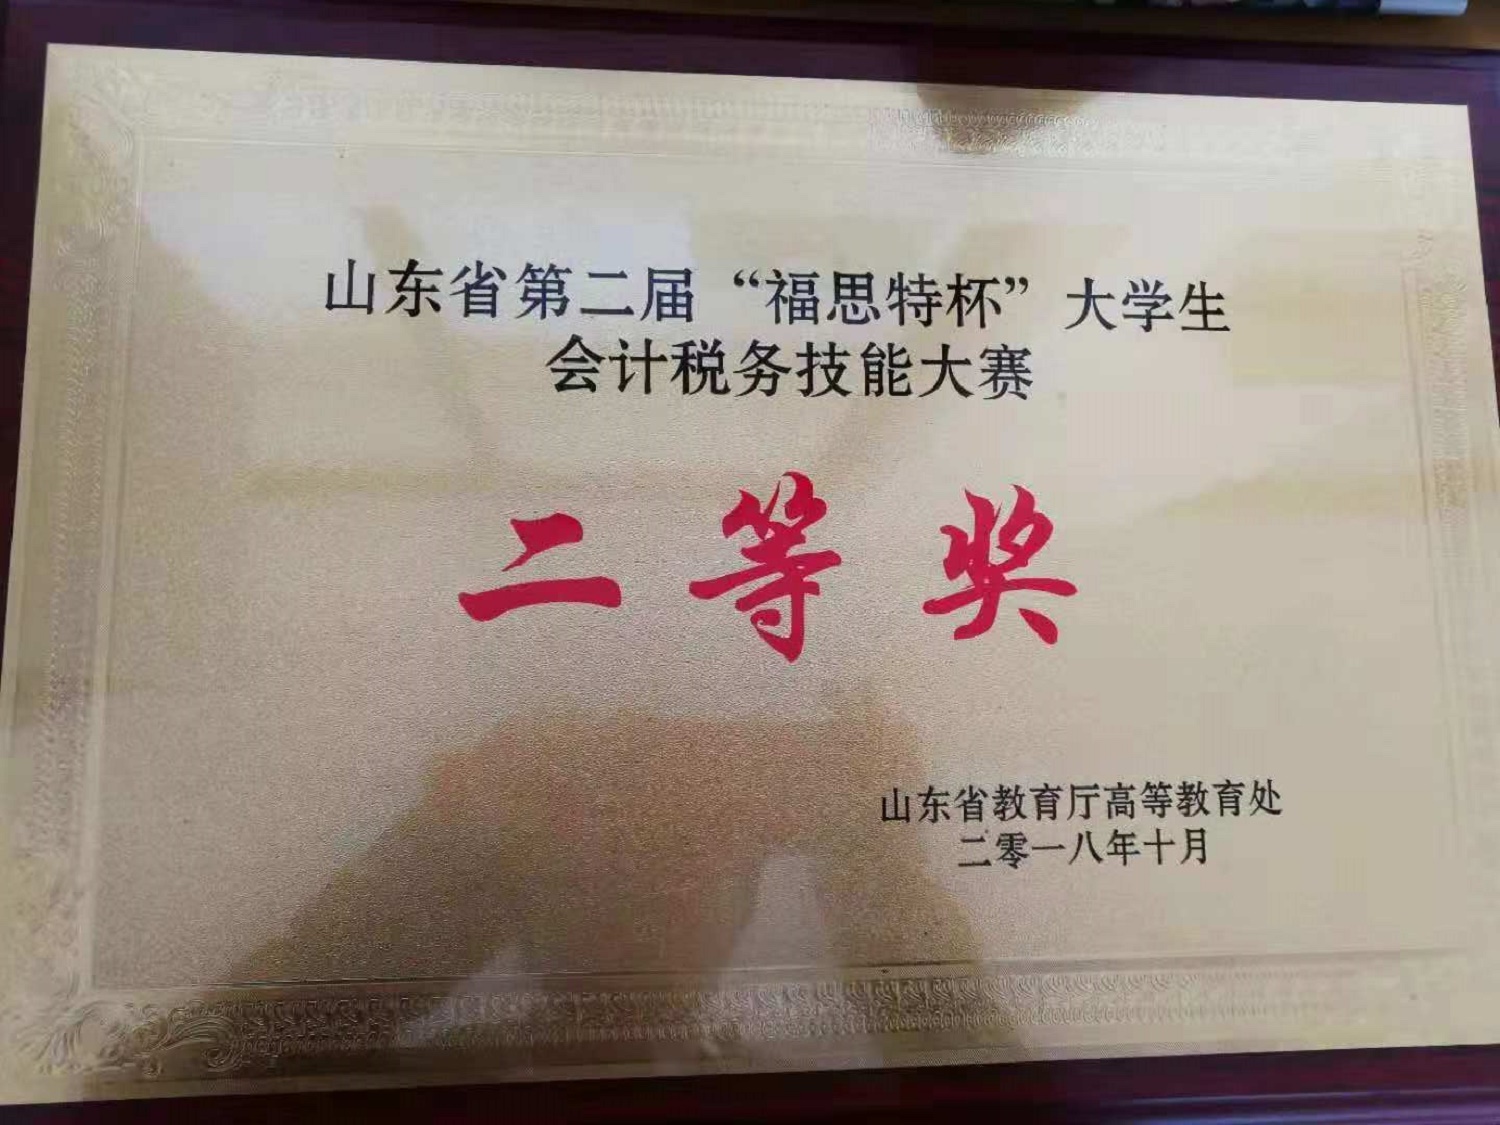 山东省第二届“福思特杯”大学生
会计税务技能大赛
二等奖
山东省教育厅高等教育处
二零一八年十月